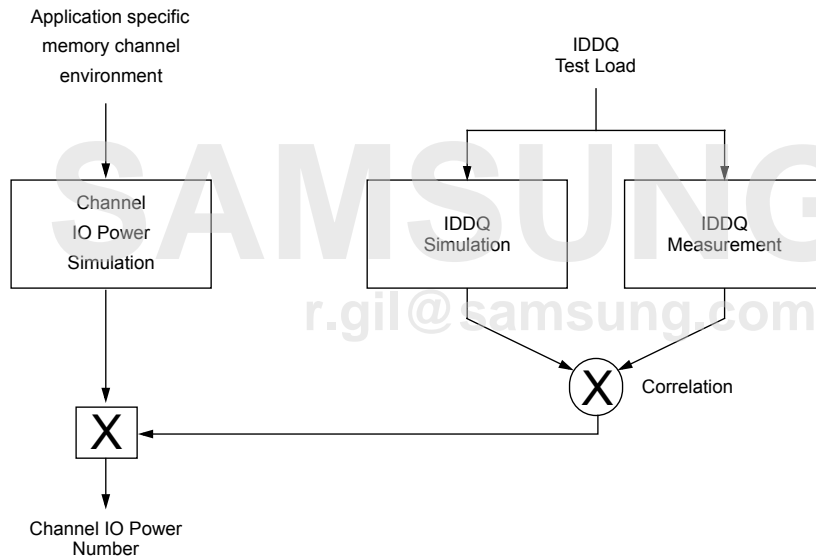 Application specific
memory channel
environment
IDDQ
Test Load
SAMSUNG
Channel
IO Power
Simulation
IDDQ
Simulation
IDDQ
Measurement
r.gil@samsung.com
X
Correlation
X
Channel IO Power
Number